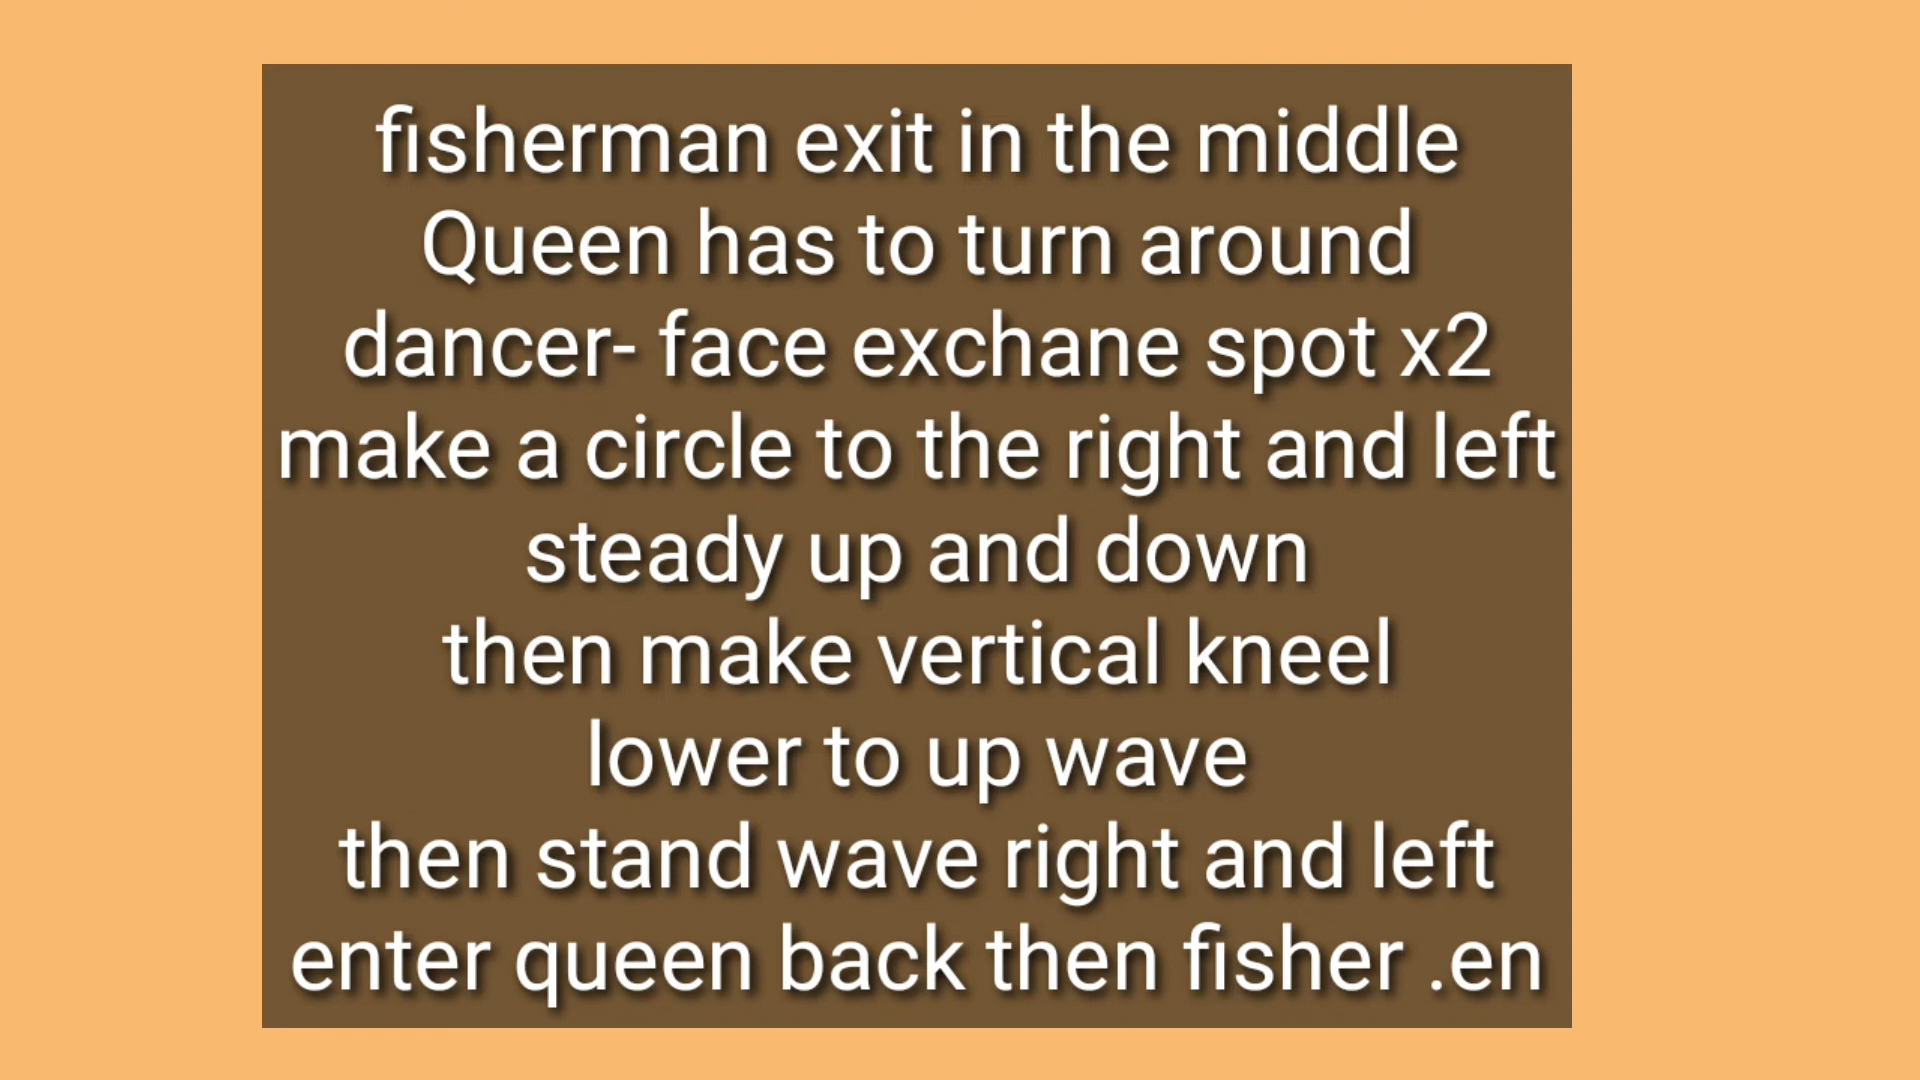 fisherman exit in the middle
Queen has to turn around
dancer- face exchane spot x2
make a circle to the right and left
steady up and down
then make vertical kneel
lower to up wave
then stand wave right and left
enter queen back then fisher .en